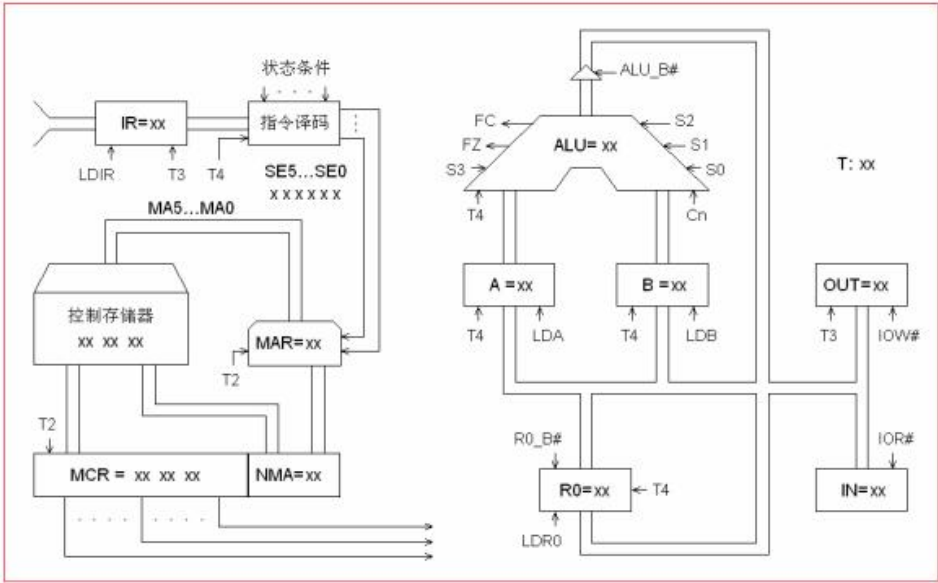 状态条件
. . .
IR=xx
指令译码
LDIR
T3
T4
SE5...SE0
x x x x x x
MA5...MA0
控制存储器
xx xx xx
MAR=xx
T2
T2
MCR = xx xx xx
NMA=xx
ALU_B#
FC
S2
ALU= xx
FZ
S1
S3
S0
T4
Cn
T: xx
A =xx
B =xx
OUT=xx
T4
LDA
T4
LDB
T3
IOW#
R0_B#
IOR#
R0=xx
T4
IN=xx
LDR0